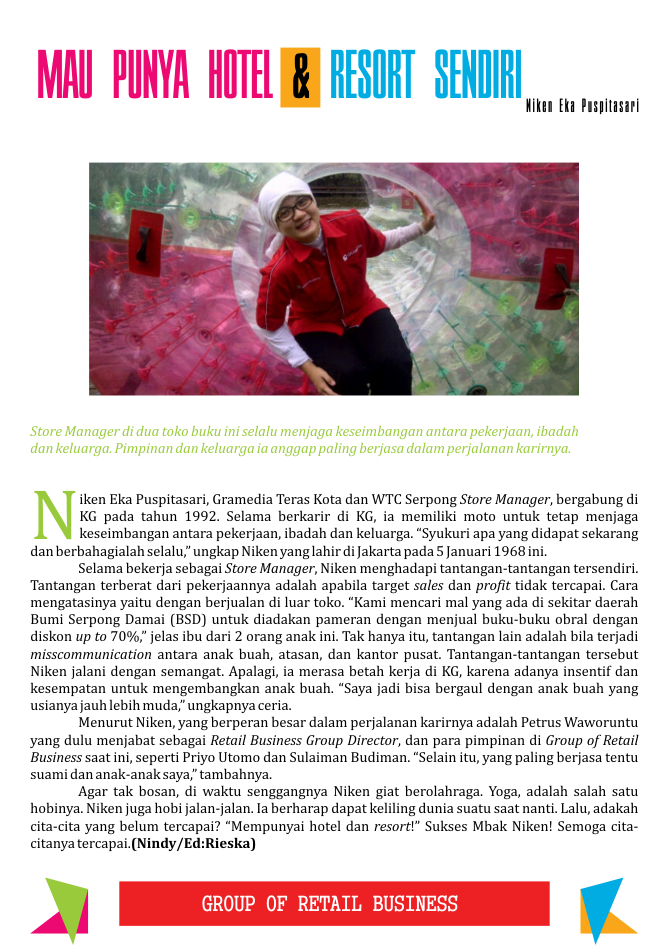 MAU PUNYA HOTEL & RESORT SENDIRI
Niken Eka Puspitasari
Store Manager di dua toko buku ini selalu menjaga keseimbangan antara pekerjaan, ibadah
dan keluarga. Pimpinan dan keluarga ia anggap paling berjasa dalam perjalanan karirnya.
Niken Eka Puspitasari, Gramedia Teras Kota dan WTC Serpong Store Manager, bergabung di
KG pada tahun 1992. Selama berkarir di KG, ia memiliki moto untuk tetap menjaga
keseimbangan antara pekerjaan, ibadah dan keluarga. “Syukuri apa yang didapat sekarang
dan berbahagialah selalu,” ungkap Niken yang lahir di Jakarta pada 5 Januari 1968 ini.
Selama bekerja sebagai Store Manager, Niken menghadapi tantangan-tantangan tersendiri.
Tantangan terberat dari pekerjaannya adalah apabila target sales dan profit tidak tercapai. Cara
mengatasinya yaitu dengan berjualan di luar toko. “Kami mencari mal yang ada di sekitar daerah
Bumi Serpong Damai (BSD) untuk diadakan pameran dengan menjual buku-buku obral dengan
diskon up to 70%,” jelas ibu dari 2 orang anak ini. Tak hanya itu, tantangan lain adalah bila terjadi
misscommunication antara anak buah, atasan, dan kantor pusat. Tantangan-tantangan tersebut
Niken jalani dengan semangat. Apalagi, ia merasa betah kerja di KG, karena adanya insentif dan
kesempatan untuk mengembangkan anak buah. “Saya jadi bisa bergaul dengan anak buah yang
usianya jauh lebih muda,” ungkapnya ceria.
Menurut Niken, yang berperan besar dalam perjalanan karirnya adalah Petrus Waworuntu
yang dulu menjabat sebagai Retail Business Group Director, dan para pimpinan di Group of Retail
Business saat ini, seperti Priyo Utomo dan Sulaiman Budiman. “Selain itu, yang paling berjasa tentu
suami dan anak-anak saya,” tambahnya.
Agar tak bosan, di waktu senggangnya Niken giat berolahraga. Yoga, adalah salah satu
hobinya. Niken juga hobi jalan-jalan. Ia berharap dapat keliling dunia suatu saat nanti. Lalu, adakah
cita-cita yang belum tercapai? “Mempunyai hotel dan resort!” Sukses Mbak Niken! Semoga cita-
citanya tercapai.(Nindy/Ed:Rieska)
GROUP OF RETAIL BUSINESS